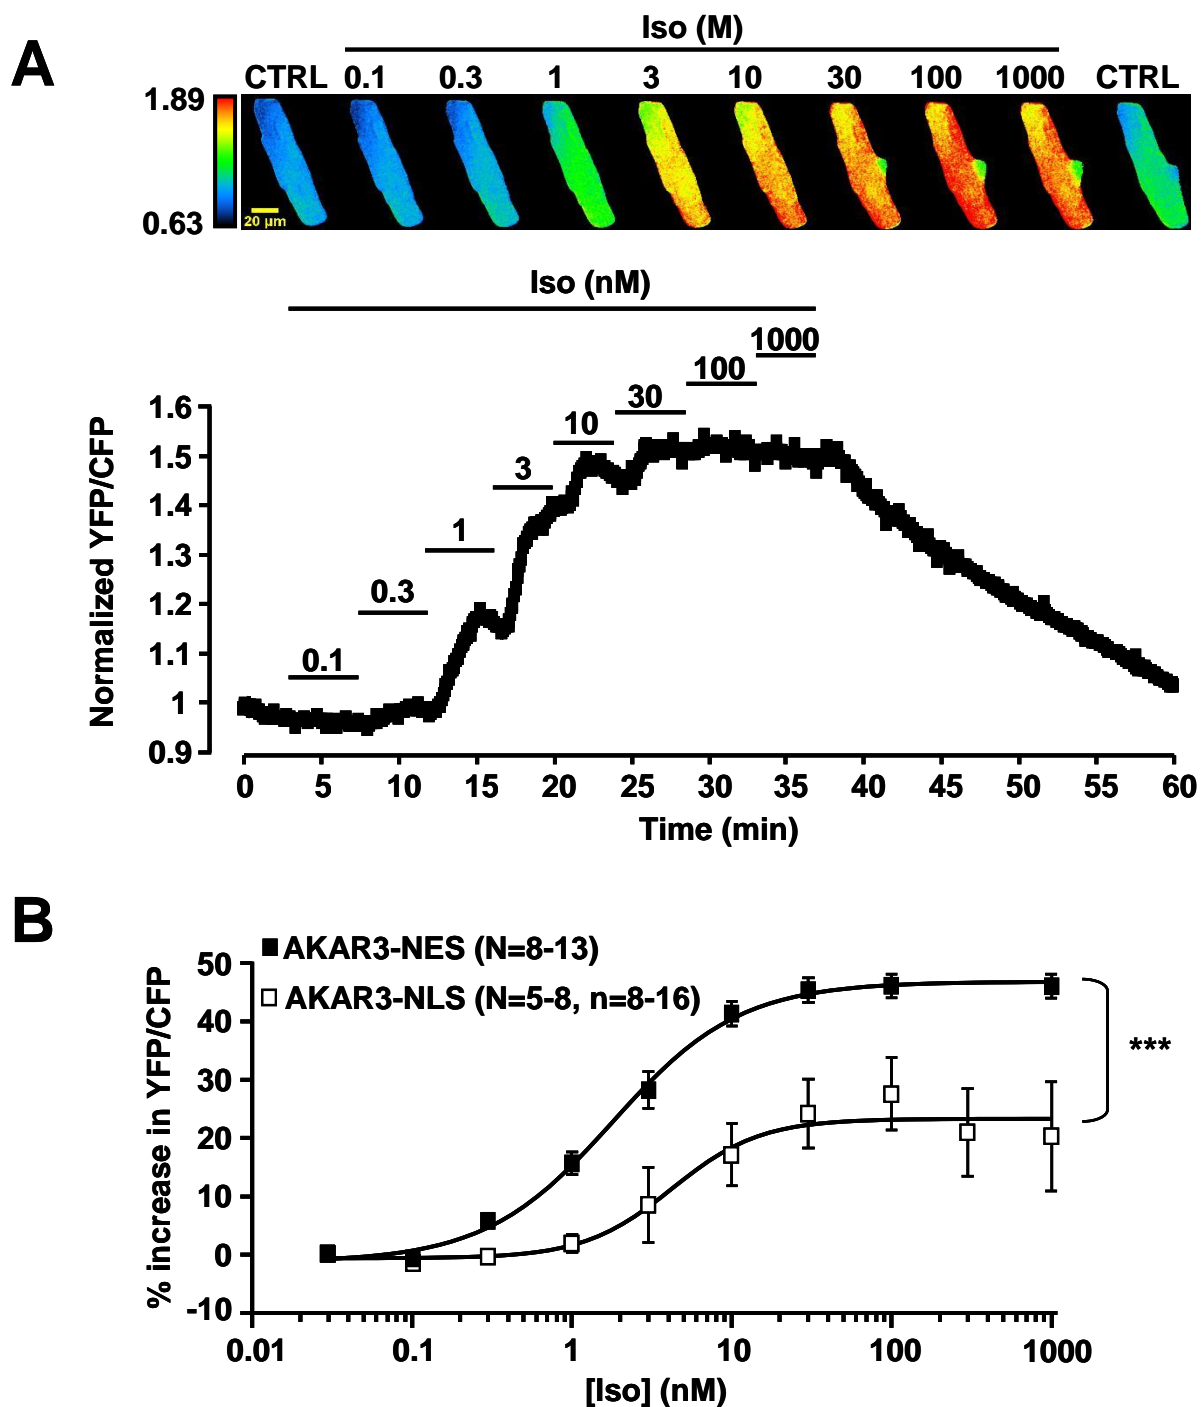 A
Iso (M)
CTRL 0.1 0.3 1 3 10 30 100 1000 CTRL
1.89
0.63
20 µm
Iso (nM)
1000
100
30
10
3
1
0.3
0.1
Normalized YFP/CFP
1.6
1.5
1.4
1.3
1.2
1.1
1
0.9
0 5 10 15 20 25 30 35 40 45 50 55 60
Time (min)
B
AKAR3-NES (N=8-13)
AKAR3-NLS (N=5-8, n=8-16)
% increase in YFP/CFP
50
40
30
20
10
0
-10
***
0.01 0.1 1 10 100 1000
[Iso] (nM)